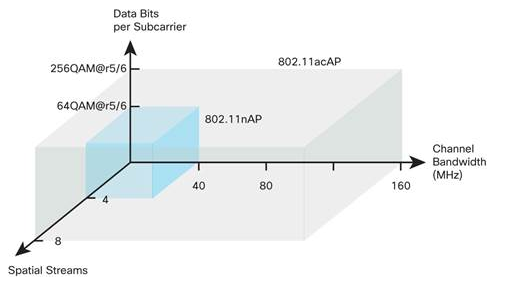 Data Bits
per Subcarrier
256QAM@r5/6
802.11acAP
64QAM@r5/6
802.11nAP
Channel
Bandwidth
(MHz)
40
80
160
4
8
Spatial Streams